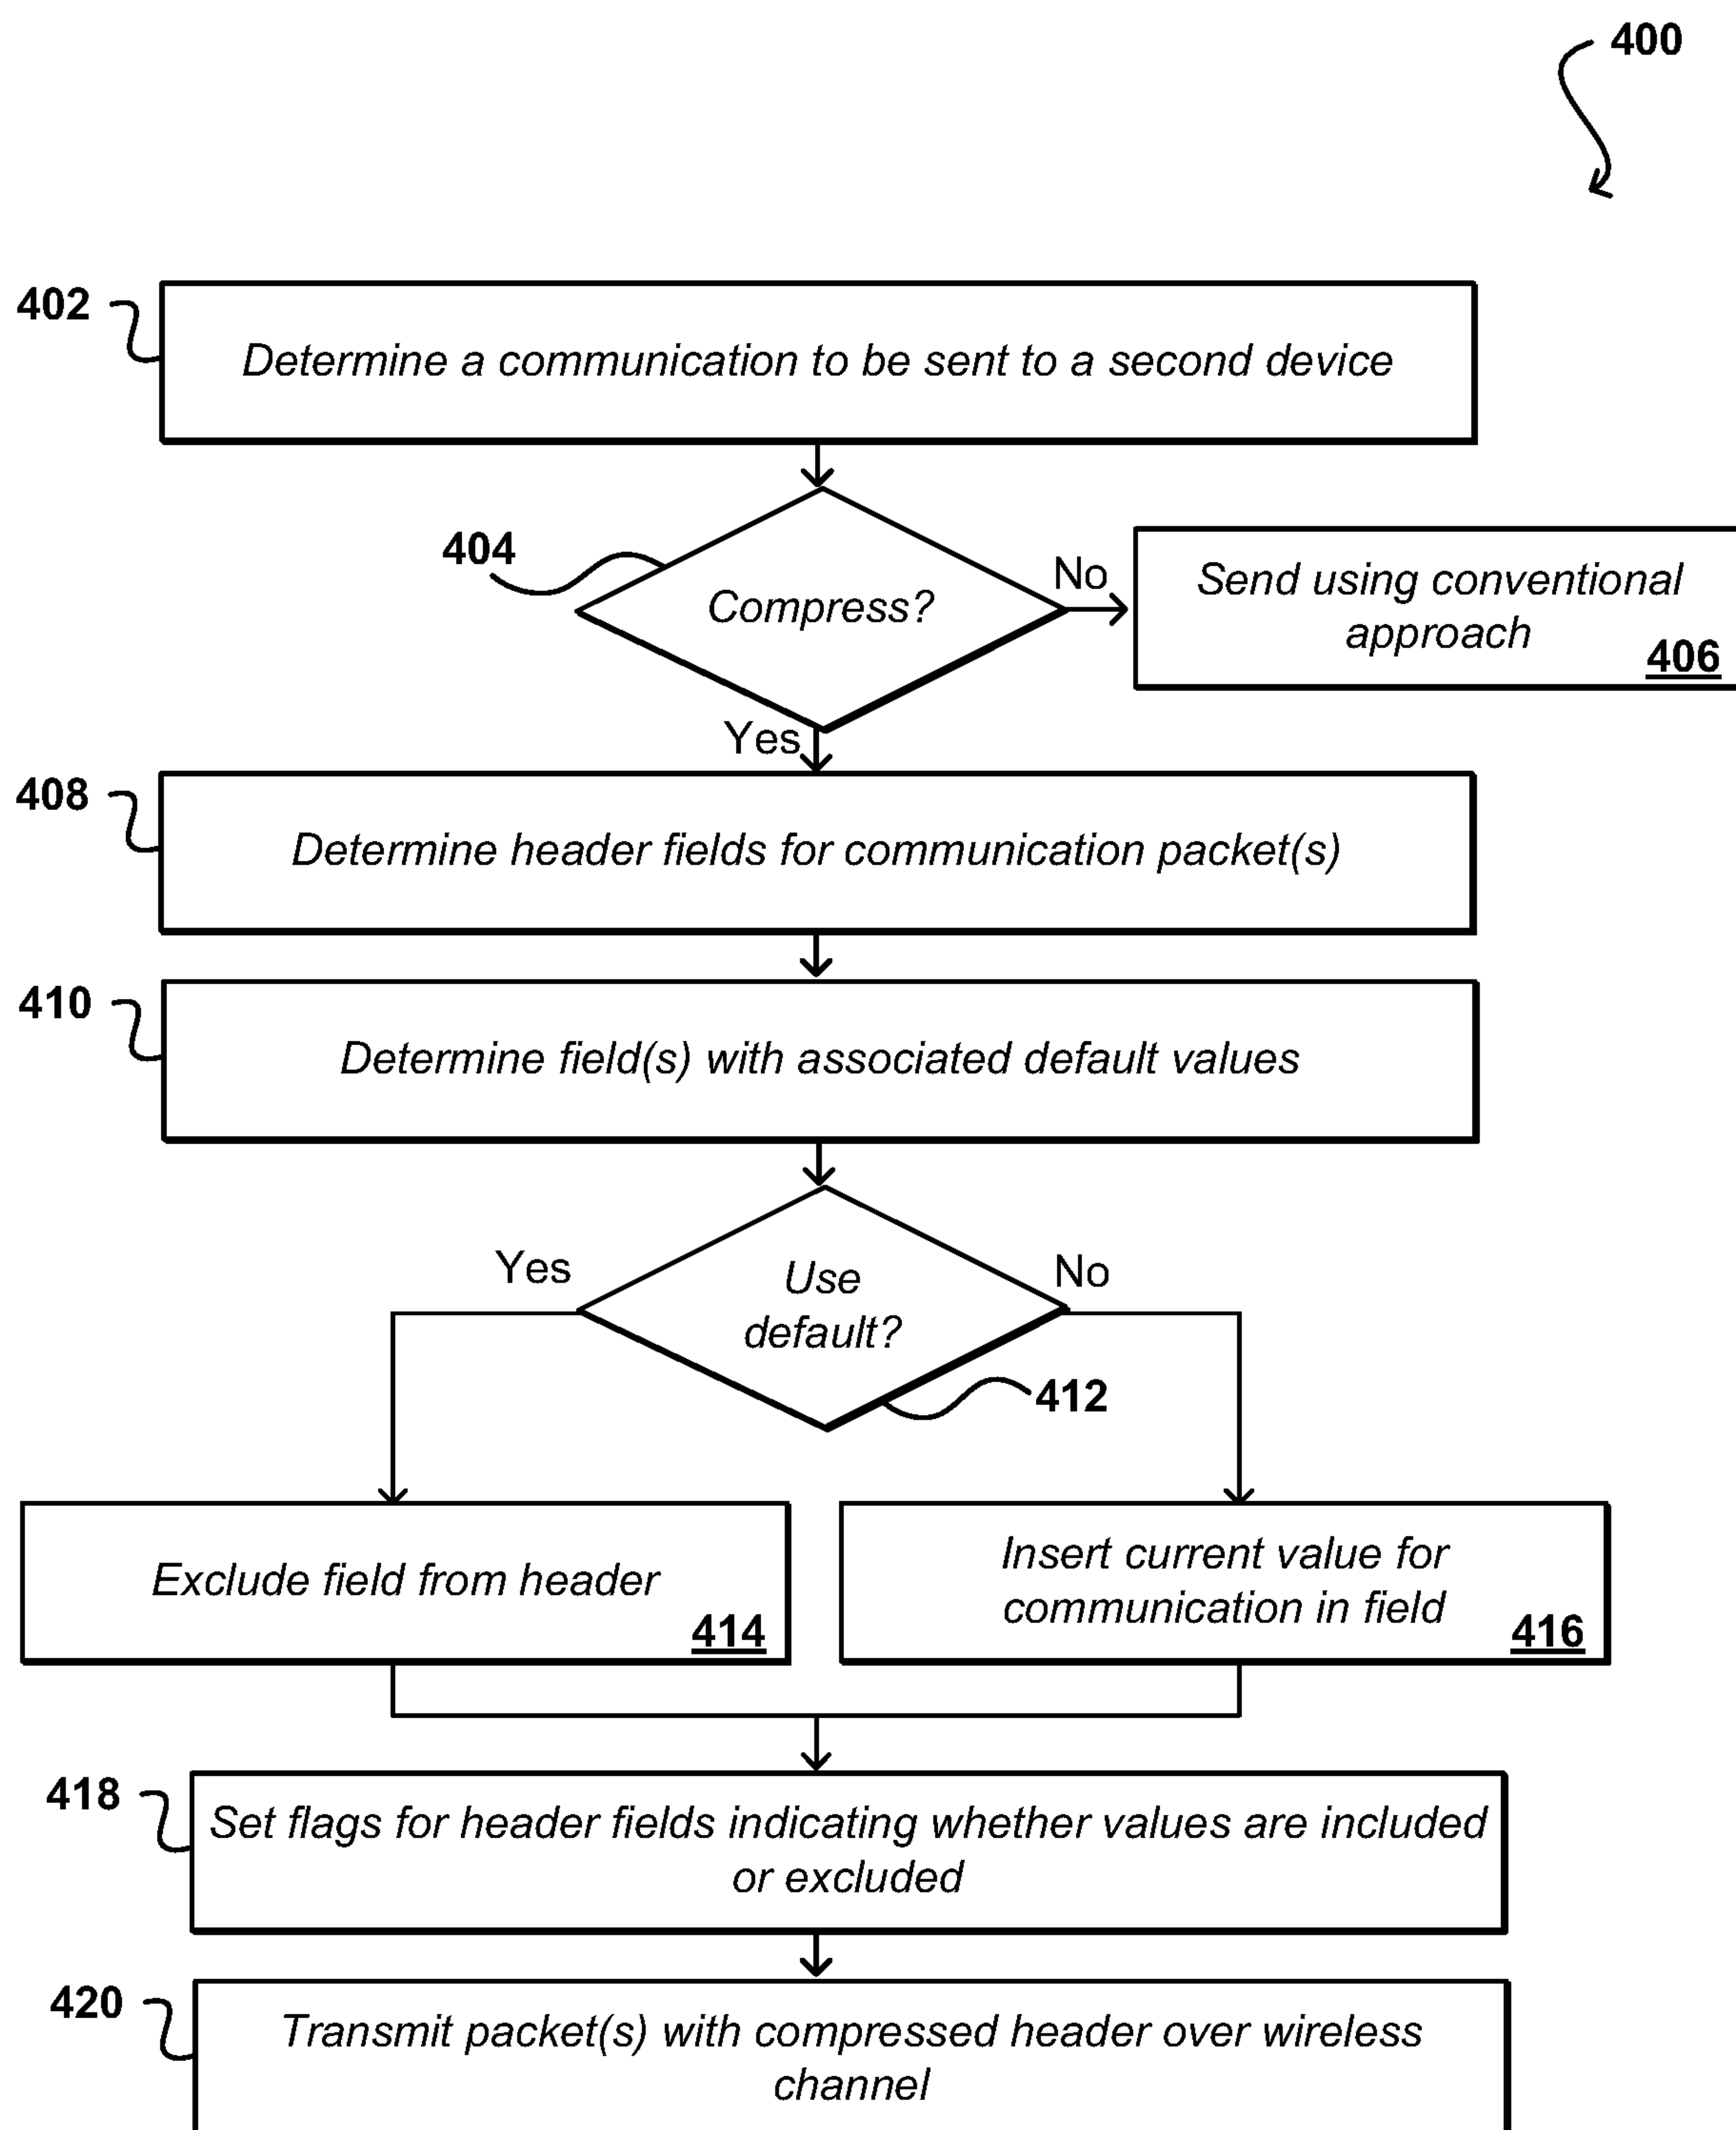 400
402
Determine a communication to be sent to a second device
404
Compress?
No
Send using conventional
approach
406
Yes
408
Determine header fields for communication packet(s)
410
Determine field(s) with associated default values
Yes
Use
default?
No
412
Exclude field from header
414
Insert current value for
communication in field
416
418
Set flags for header fields indicating whether values are included
or excluded
420
Transmit packet(s) with compressed header over wireless
channel